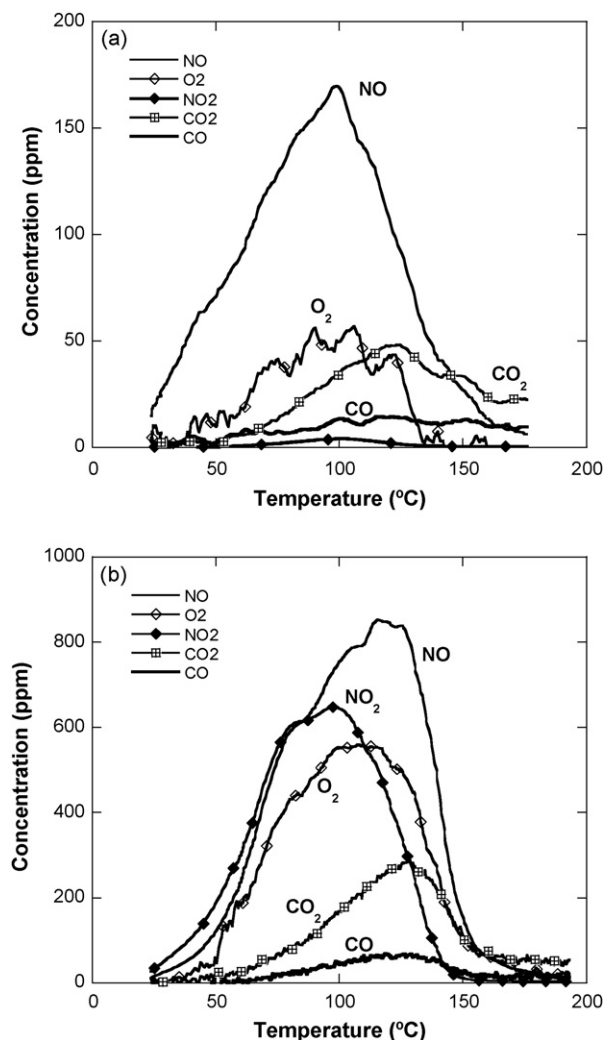 (a)
NO
O2
NO2
CO2
CO
NO
O₂
CO₂
CO
200
150
100
50
0
0 50 100 150 200
Concentration (ppm)
Temperature (ºC)
(b)
NO
O2
NO2
CO2
CO
NO
NO₂
O₂
CO₂
CO
1000
800
600
400
200
0
0 50 100 150 200
Concentration (ppm)
Temperature (ºC)